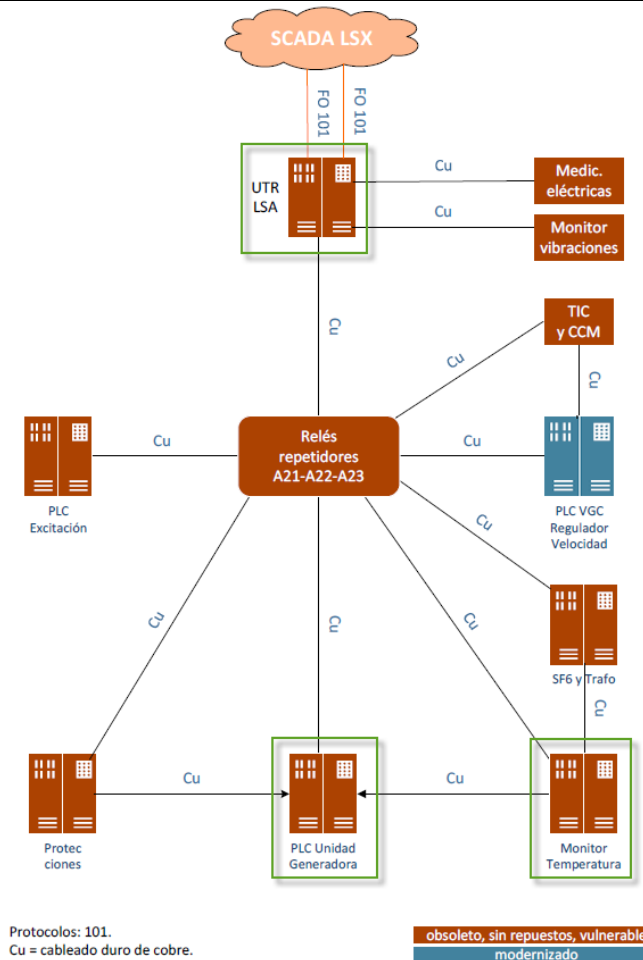 SCADA LSX
FO 101
FO 101
UTR
LSA
Cu
Medic.
eléctricas
Cu
Monitor
vibraciones
Cu
TIC
y CCM
Cu
Cu
Relés
repetidores
A21-A22-A23
Cu
Cu
PLC
Excitación
PLC VGC
Regulador
Velocidad
Cu
Cu
Cu
Cu
SF6 y Trafo
Cu
Cu
Cu
Protec
ciones
PLC Unidad
Generadora
Monitor
Temperatura
Protocolos: 101.
Cu = cableado duro de cobre.
obsoleto, sin repuestos, vulnerable
modernizado